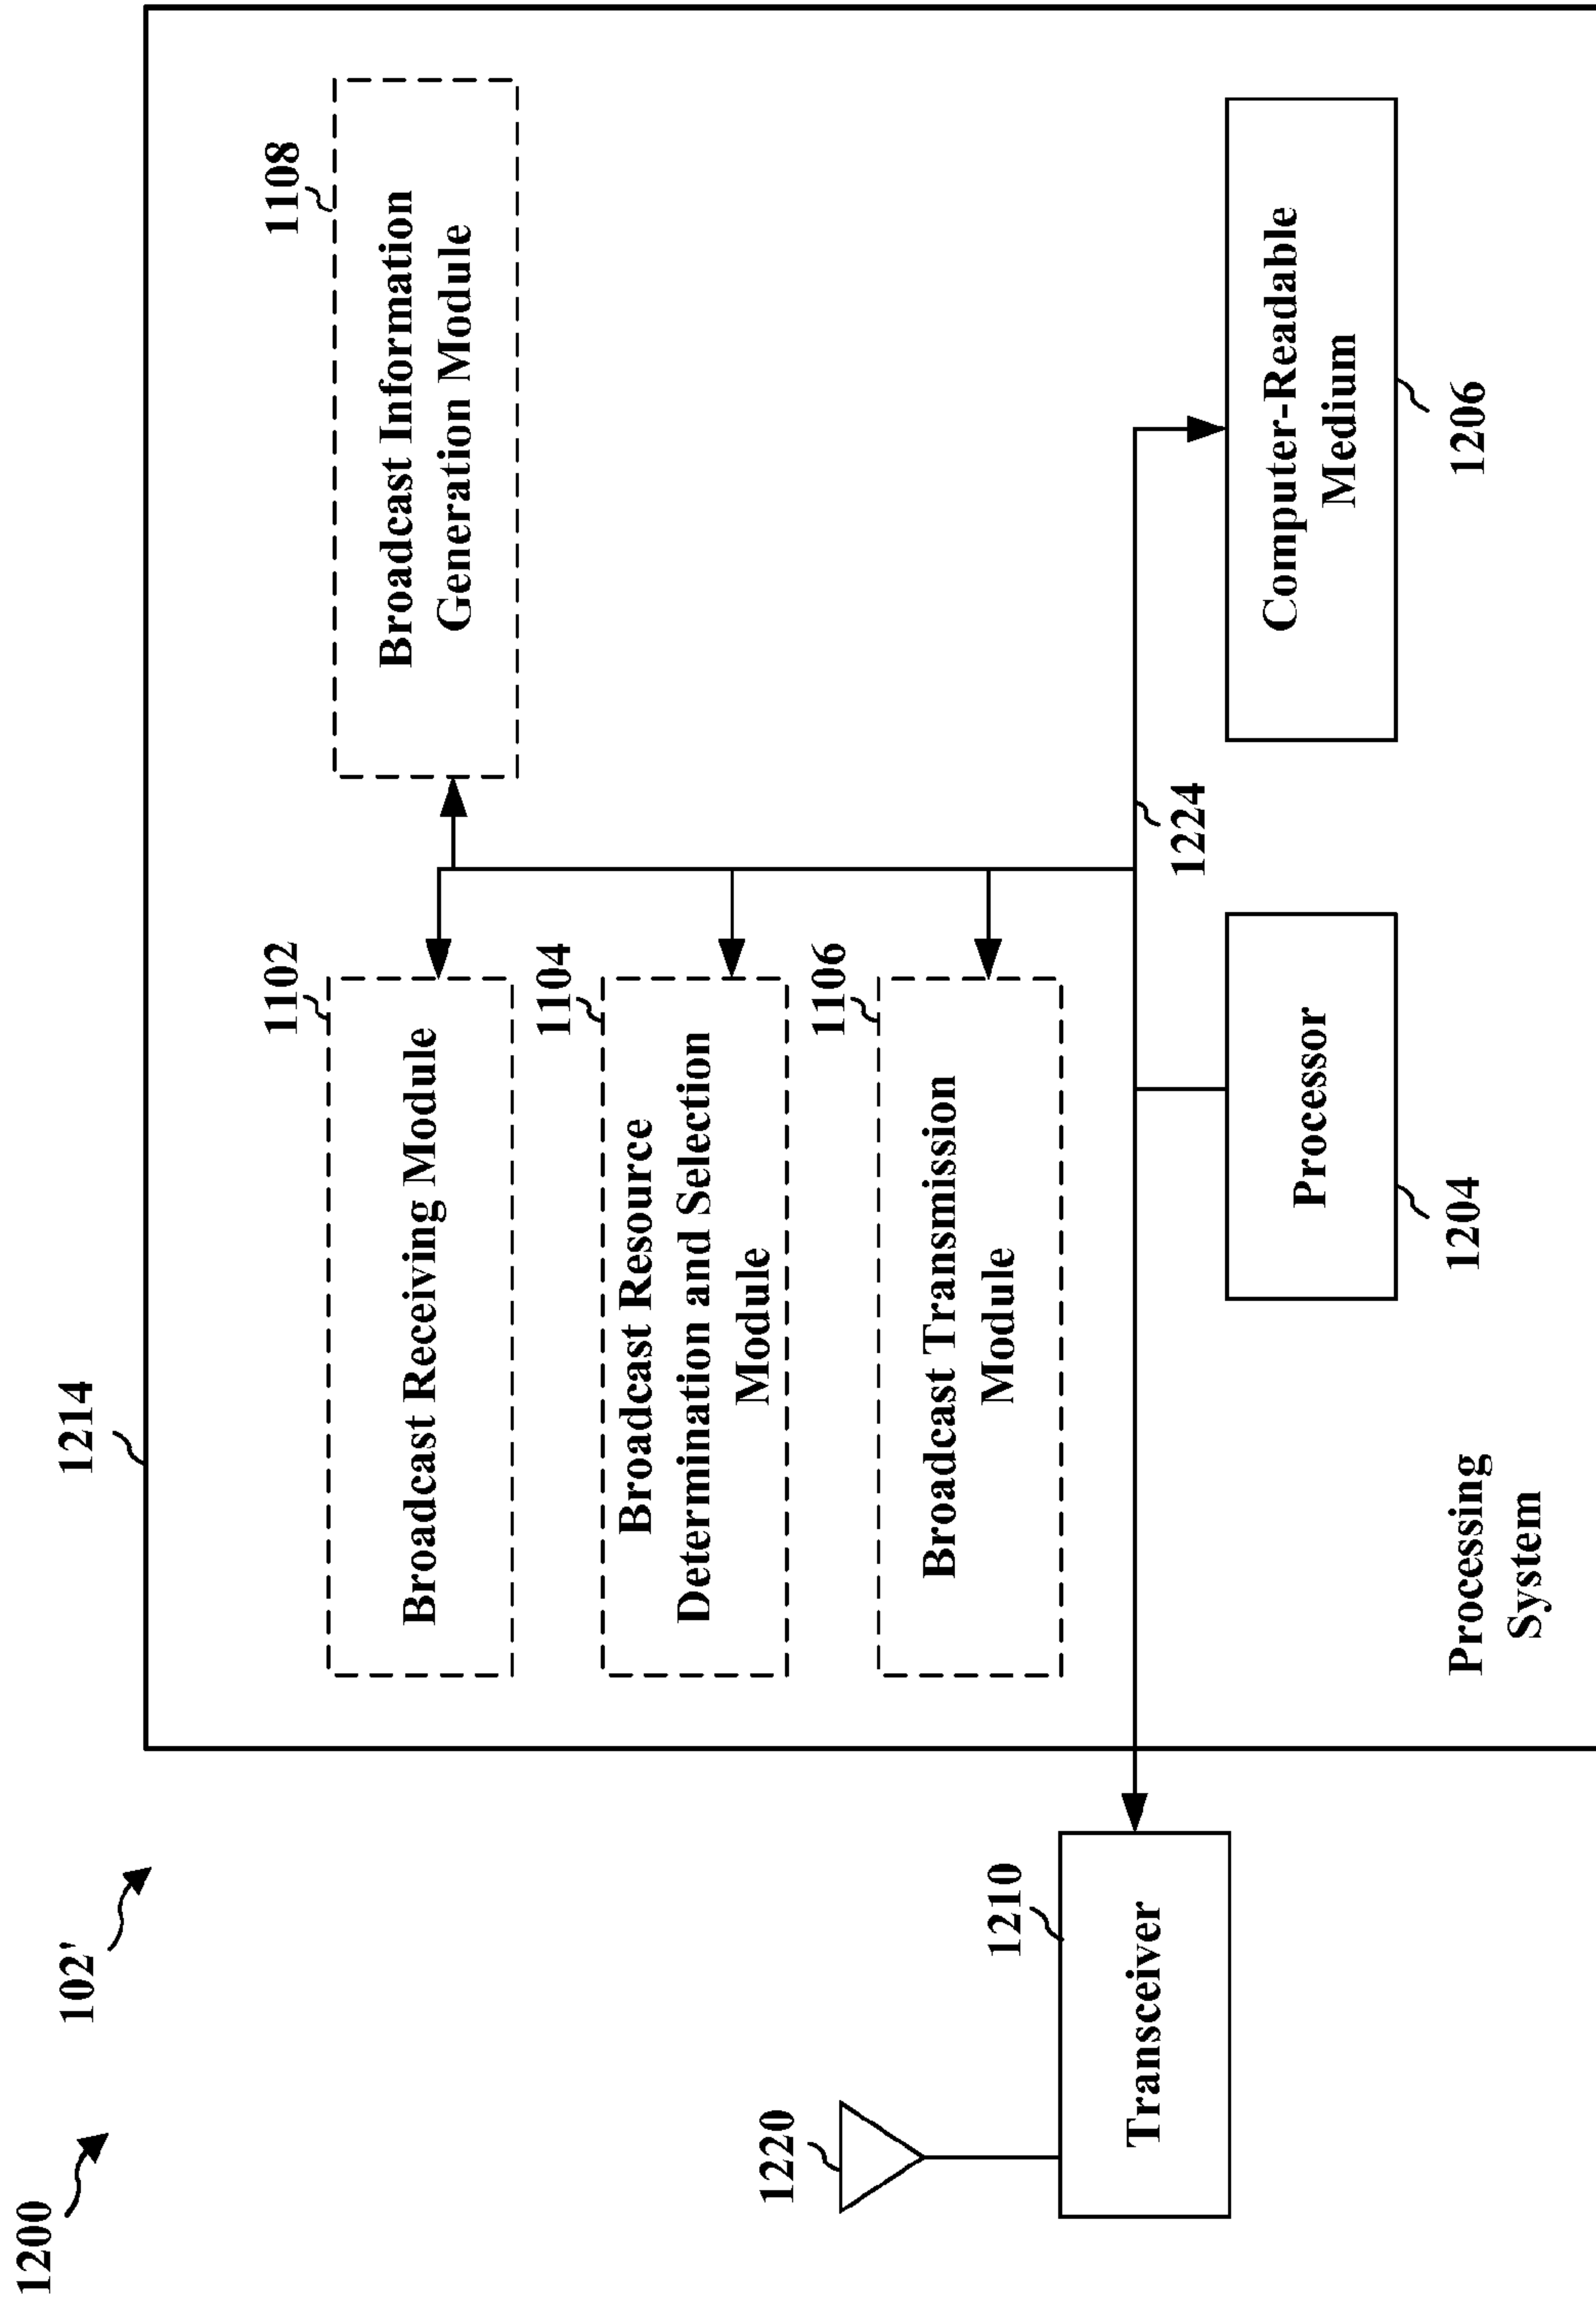 1200
102'
1214
1220
1210
Transceiver
1102
Broadcast Receiving Module
1108
Broadcast Information
Generation Module
1104
Broadcast Resource
Determination and Selection
Module
1106
Broadcast Transmission
Module
1224
Processor
1204
Computer-Readable
Medium
1206
Processing
System